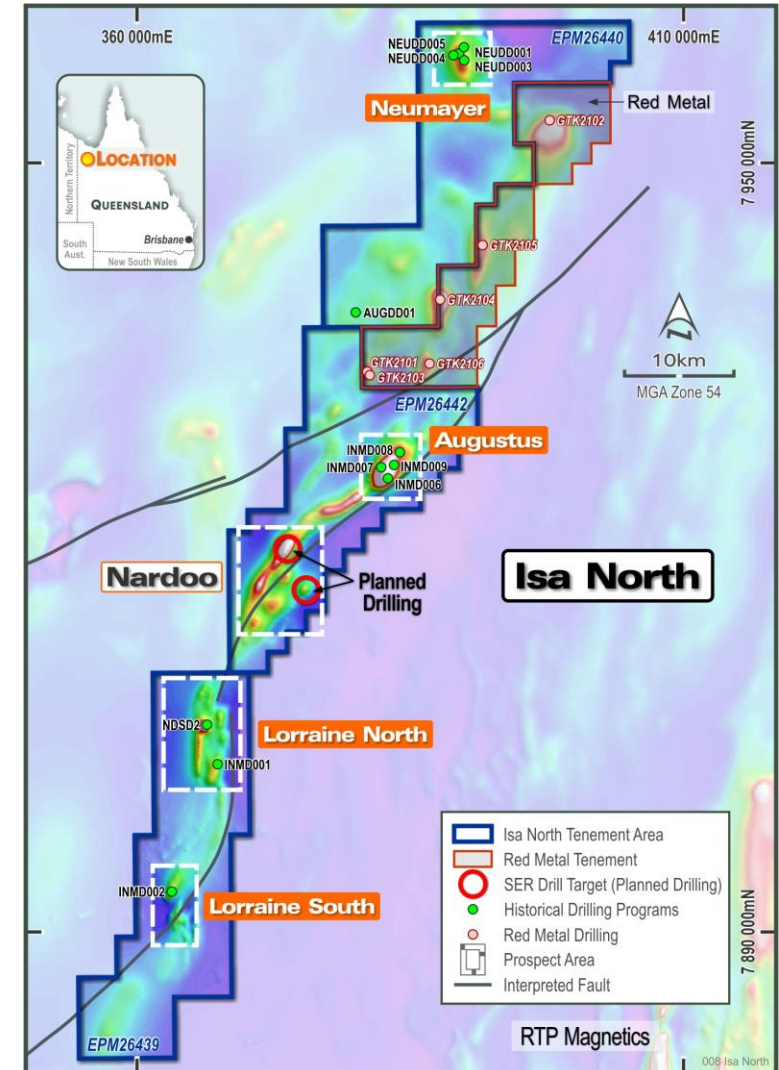 360 000mE
410 000mE
7 950 000mN
7 890 000mN
LOCATION
Northern Territory
QUEENSLAND
Brisbane
South
Aust.
New South Wales
NEUDD005
NEUDD004
NEUDD001
NEUDD003
EPM26440
Neumayer
Red Metal
GTK2102
GTK2105
GTK2104
AUGDD01
GTK2101
GTK2103
GTK2106
N
10km
MGA Zone 54
EPM26442
Augustus
INMD008
INMD007
INMD009
INMD006
Nardoo
Planned
Drilling
Isa North
NDSD2
Lorraine North
INMD001
INMD002
Lorraine South
EPM26439
Isa North Tenement Area
Red Metal Tenement
SER Drill Target (Planned Drilling)
Historical Drilling Programs
Red Metal Drilling
Prospect Area
Interpreted Fault
RTP Magnetics
008 Isa North